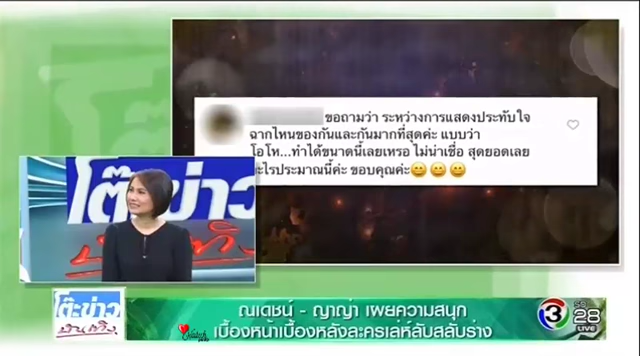 ขอถามว่า ระหว่างการแสดงประทับใจ
ฉากไหนของกันและกันมากที่สุดค่ะ แบบว่า
โอโห...ทำได้ขนาดนี้เลยเหรอ ไม่น่าเชื่อ สุดยอดเลย
อะไรประมาณนี้ค่ะ ขอบคุณค่ะ😀😀😀
โต๊ะข่าว
บันเทิง
โต๊ะข่าว
บันเทิง
ณเดชน์ - ญาญ่า เผยความสนุก
เบื้องหน้าเบื้องหลังละครเล่ห์ลับสลับร่าง
3
28
LIVE